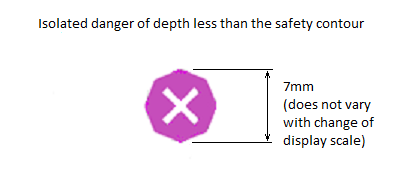 Isolated danger of depth less than the safety contour
7mm
(does not vary
with change of
display scale)